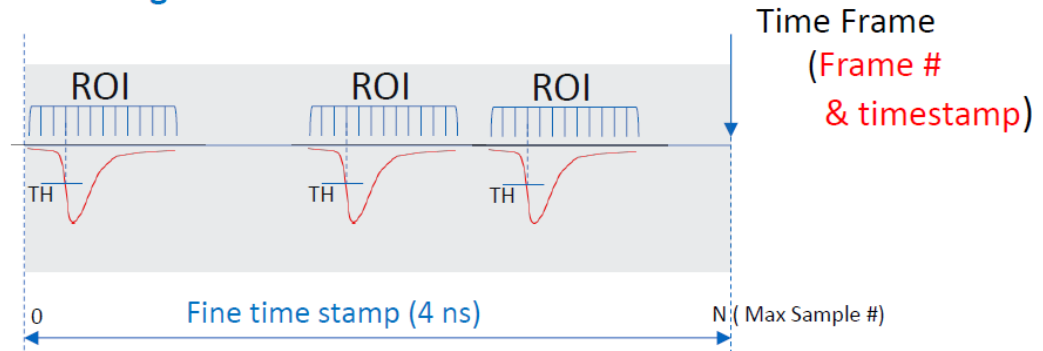 Time Frame
(Frame #
& timestamp)
ROI ROI ROI
TH TH TH
0 Fine time stamp (4 ns) N ( Max Sample #)